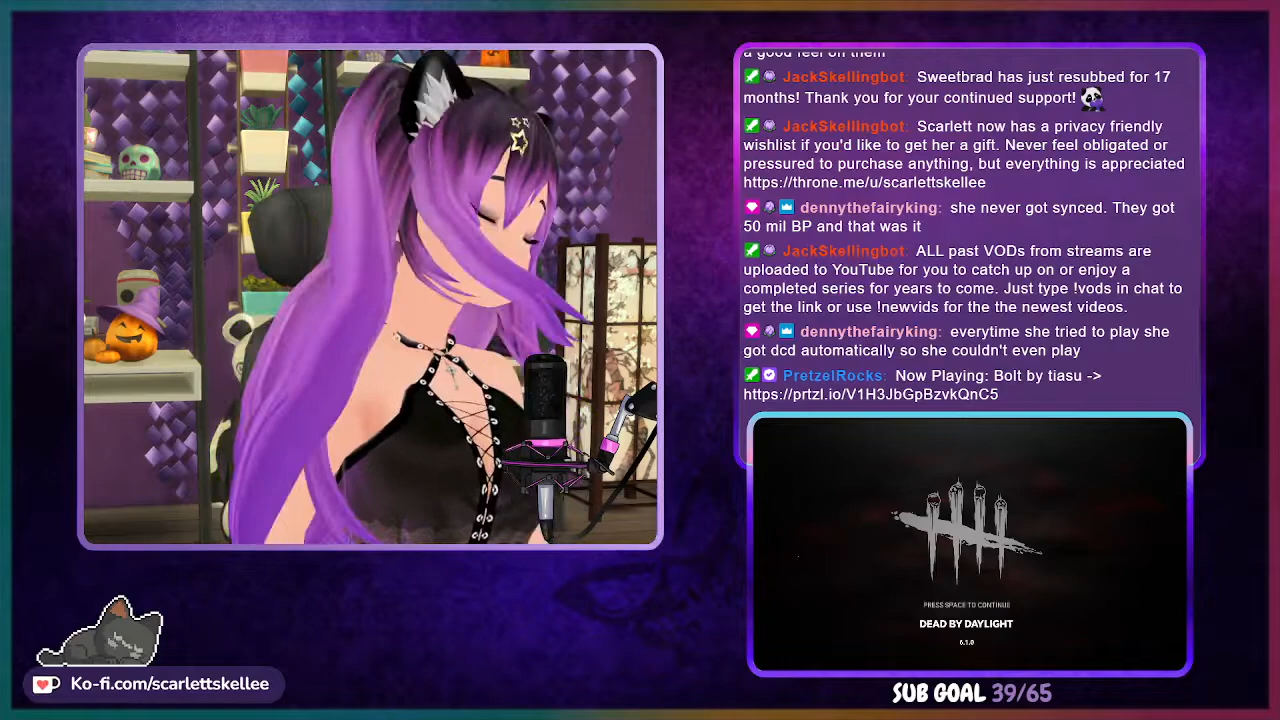 a good feel on them
JackSkellingbot: Sweetbrad has just resubbed for 17
months! Thank you for your continued support!
JackSkellingbot: Scarlett now has a privacy friendly
wishlist if you'd like to get her a gift. Never feel obligated or
pressured to purchase anything, but everything is appreciated
https://throne.me/u/scarlettskellee
dennythefairyking: she never got synced. They got
50 mil BP and that was it
JackSkellingbot: ALL past VODs from streams are
uploaded to YouTube for you to catch up on or enjoy a
completed series for years to come. Just type !vods in chat to
get the link or use !newvids for the the newest videos.
dennythefairyking: everytime she tried to play she
got dcd automatically so she couldn't even play
PretzelRocks: Now Playing: Bolt by tiasu ->
https://prtzl.io/V1H3JbGpBzvkQnC5
PRESS SPACE TO CONTINUE
DEAD BY DAYLIGHT
6.1.0
Ko-fi.com/scarlettskellee
SUB GOAL 39/65